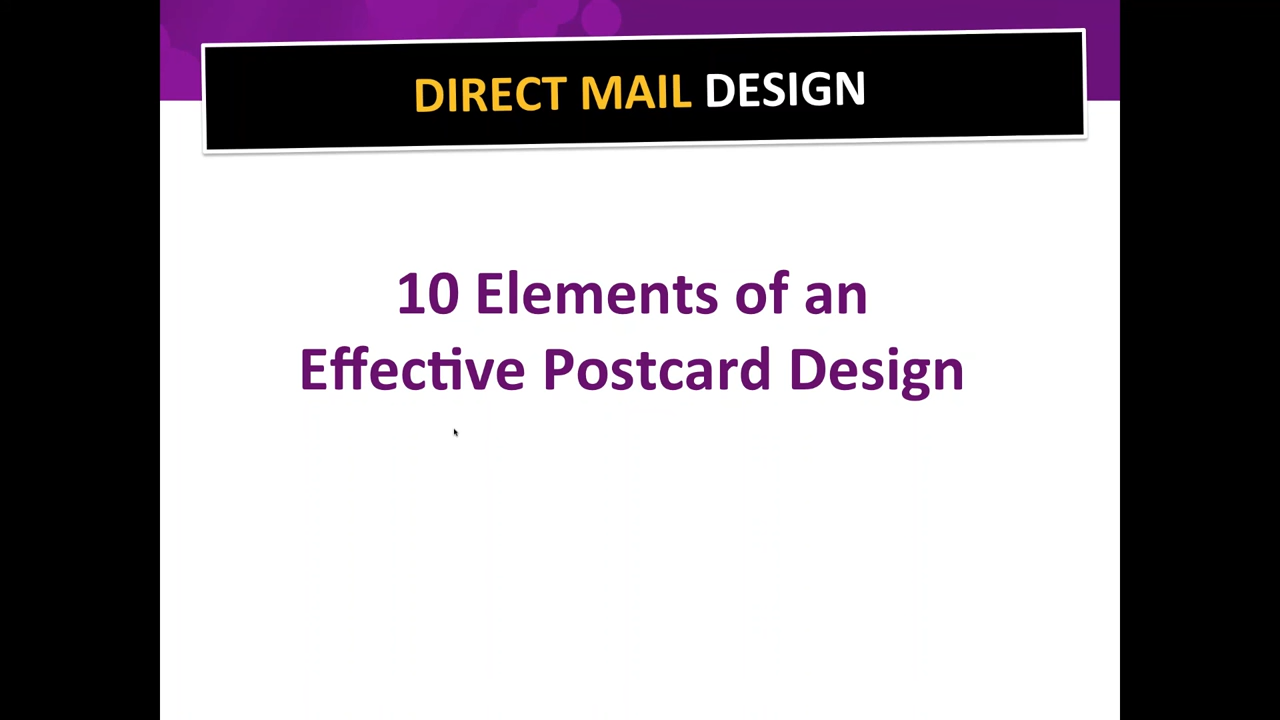 DIRECT MAIL DESIGN
10 Elements of an
Effective Postcard Design